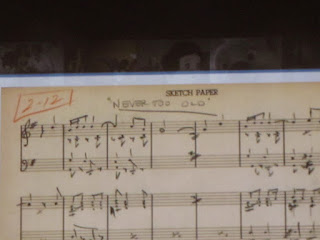 SKETCH PAPER
2-12
"NEVER TOO OLD"